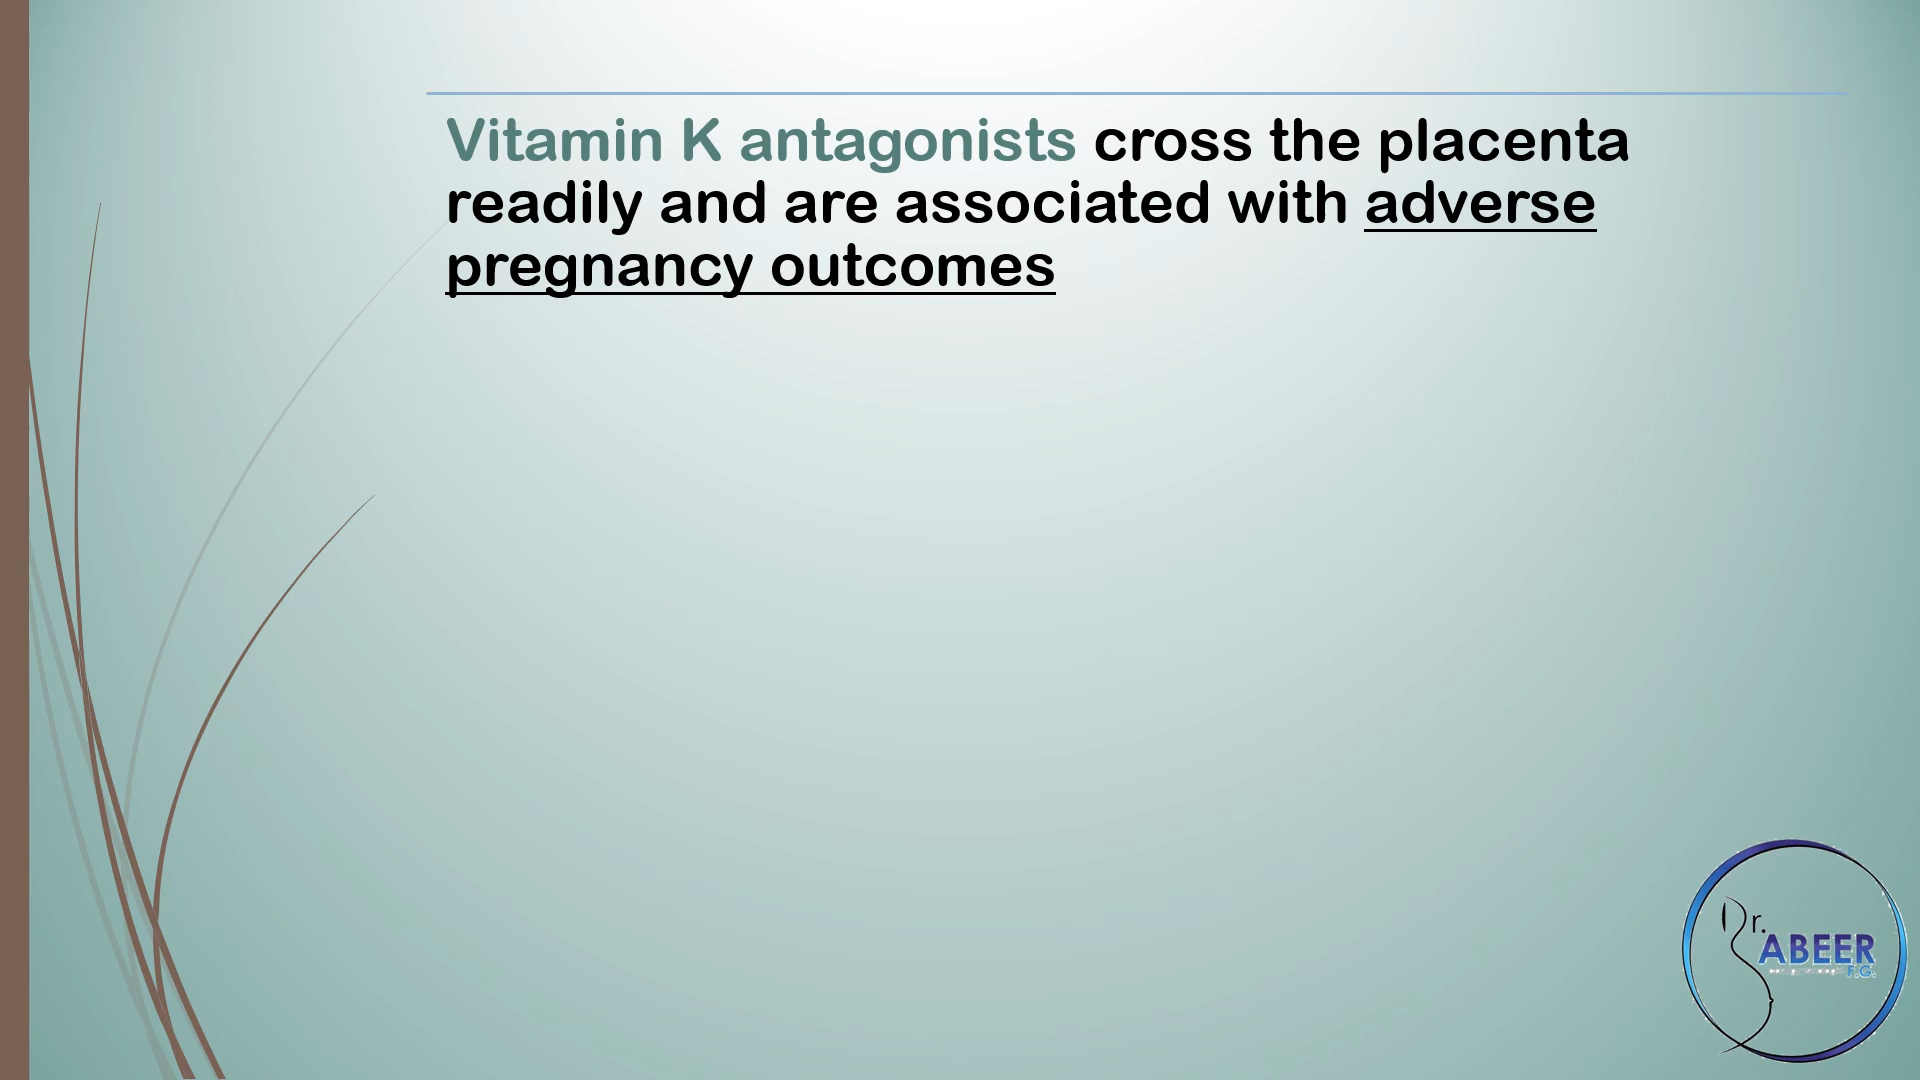 Vitamin K antagonists cross the placenta
readily and are associated with adverse
pregnancy outcomes
Dr.
ABEER
F.G.